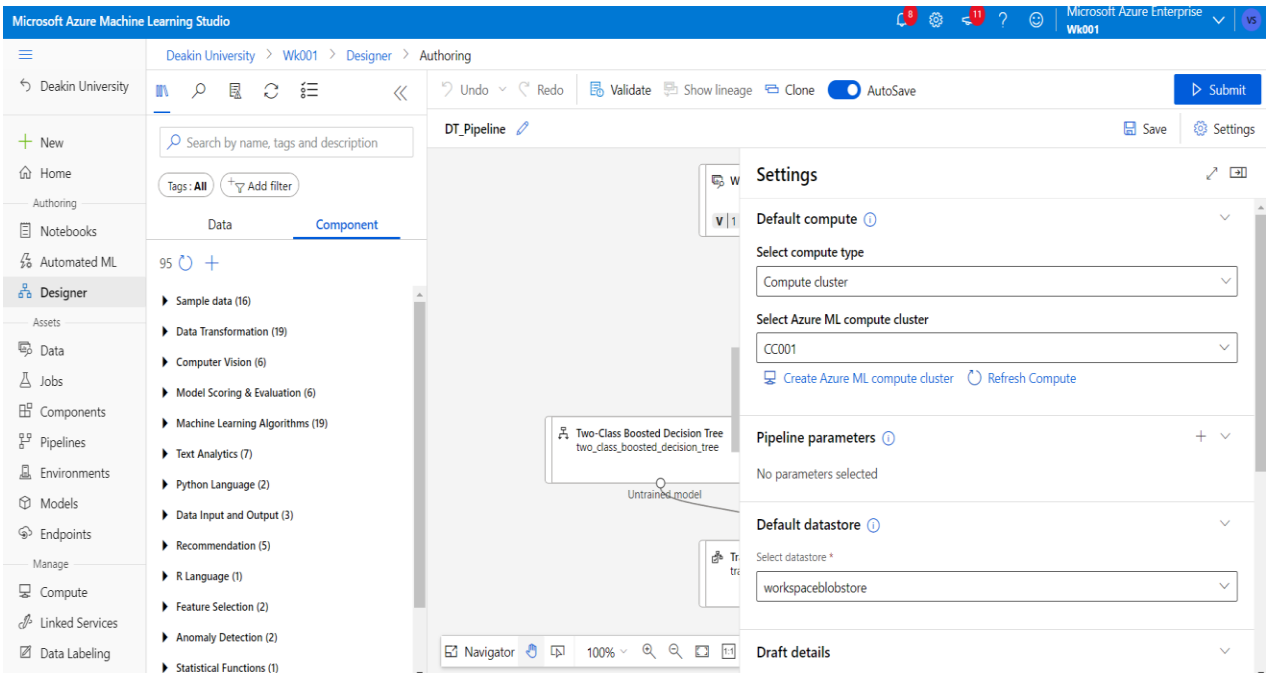 Microsoft Azure Machine Learning Studio
8
11
Microsoft Azure Enterprise
Wk001
VS
Deakin University
New
Home
Authoring
Notebooks
Automated ML
Designer
Assets
Data
Jobs
Components
Pipelines
Environments
Models
Endpoints
Manage
Compute
Linked Services
Data Labeling
Deakin University > Wk001 > Designer > Authoring
Search by name, tags and description
Tags : All
Add filter
Data
Component
95
Sample data (16)
Data Transformation (19)
Computer Vision (6)
Model Scoring & Evaluation (6)
Machine Learning Algorithms (19)
Text Analytics (7)
Python Language (2)
Data Input and Output (3)
Recommendation (5)
R Language (1)
Feature Selection (2)
Anomaly Detection (2)
Statistical Functions (1)
Undo
Redo
Validate
Show lineage
Clone
AutoSave
Submit
DT_Pipeline
Save
Settings
W
V 1
Two-Class Boosted Decision Tree
two_class_boosted_decision_tree
Untrained model
Tr
tra
Navigator
100%
1:1
Settings
Default compute
Select compute type
Compute cluster
Select Azure ML compute cluster
CC001
Create Azure ML compute cluster
Refresh Compute
Pipeline parameters
No parameters selected
Default datastore
Select datastore *
workspaceblobstore
Draft details